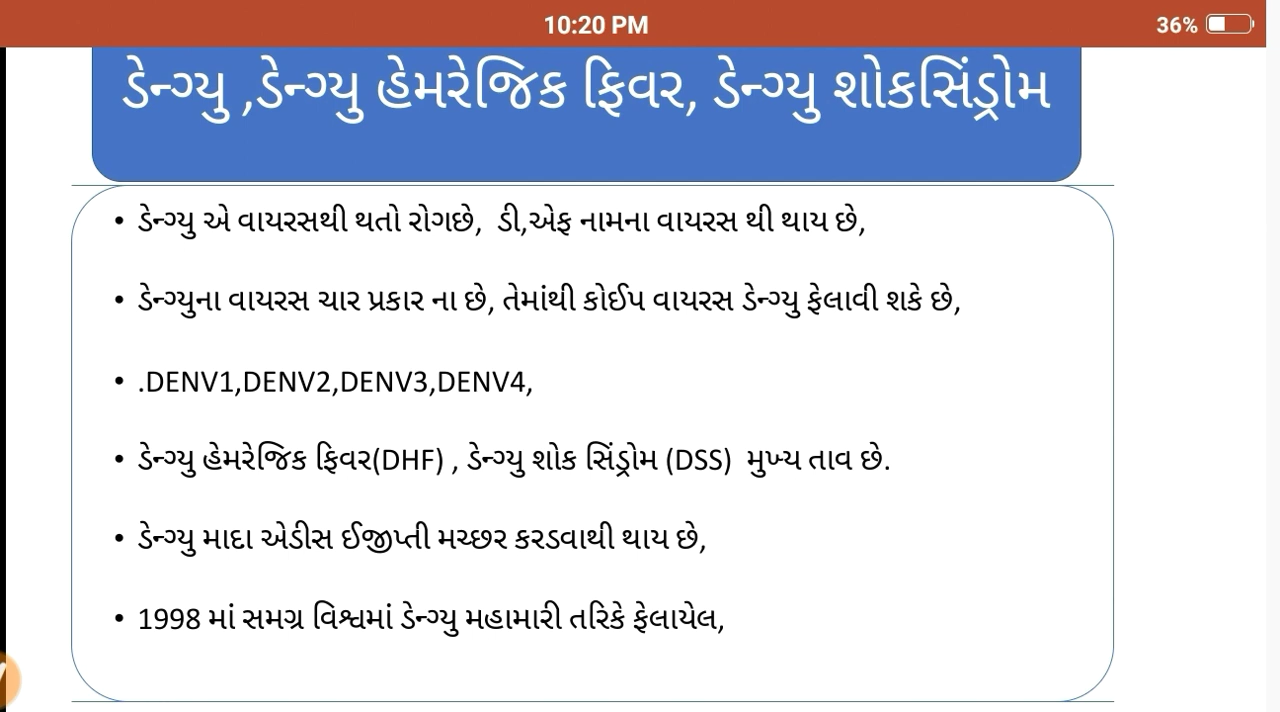 10:20 PM
36%
ડેન્ગ્યુ ,ડેન્ગ્યુ હેમરેજિક ફિવર, ડેન્ગ્યુ શોકસિંડ્રોમ
• ડેન્ગ્યુ એ વાયરસથી થતો રોગછે, ડી,એફ નામના વાયરસ થી થાય છે,
• ડેન્ગ્યુના વાયરસ ચાર પ્રકાર ના છે, તેમાંથી કોઈપ વાયરસ ડેન્ગ્યુ ફેલાવી શકે છે,
• .DENV1,DENV2,DENV3,DENV4,
• ડેન્ગ્યુ હેમરેજિક ફિવર(DHF) , ડેન્ગ્યુ શોક સિંડ્રોમ (DSS) મુખ્ય તાવ છે.
• ડેન્ગ્યુ માદા એડીસ ઈજીપ્તી મચ્છર કરડવાથી થાય છે,
• 1998 માં સમગ્ર વિશ્વમાં ડેન્ગ્યુ મહામારી તરિકે ફેલાયેલ,